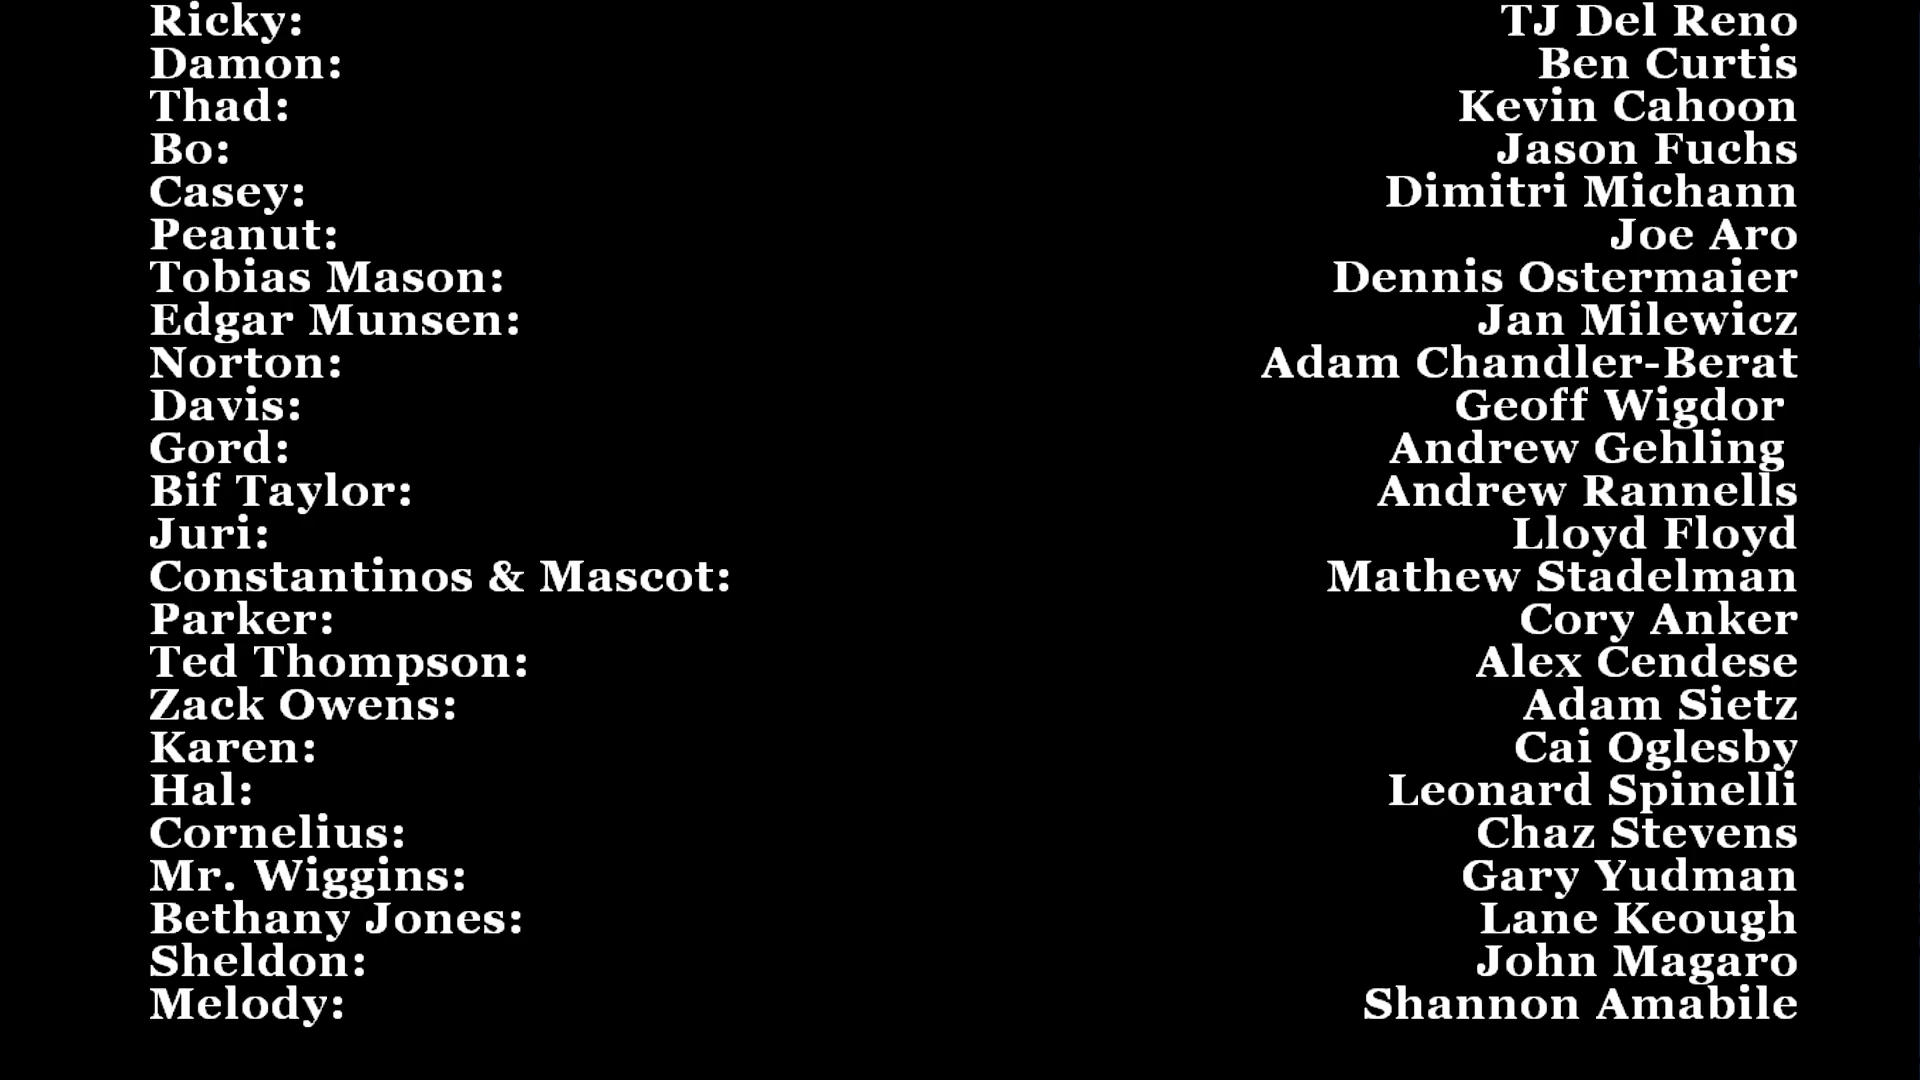 Ricky: TJ Del Reno
Damon: Ben Curtis
Thad: Kevin Cahoon
Bo: Jason Fuchs
Casey: Dimitri Michann
Peanut: Joe Aro
Tobias Mason: Dennis Ostermaier
Edgar Munsen: Jan Milewicz
Norton: Adam Chandler-Berat
Davis: Geoff Wigdor
Gord: Andrew Gehling
Bif Taylor: Andrew Rannells
Juri: Lloyd Floyd
Constantinos & Mascot: Mathew Stadelman
Parker: Cory Anker
Ted Thompson: Alex Cendese
Zack Owens: Adam Sietz
Karen: Cai Oglesby
Hal: Leonard Spinelli
Cornelius: Chaz Stevens
Mr. Wiggins: Gary Yudman
Bethany Jones: Lane Keough
Sheldon: John Magaro
Melody: Shannon Amabile